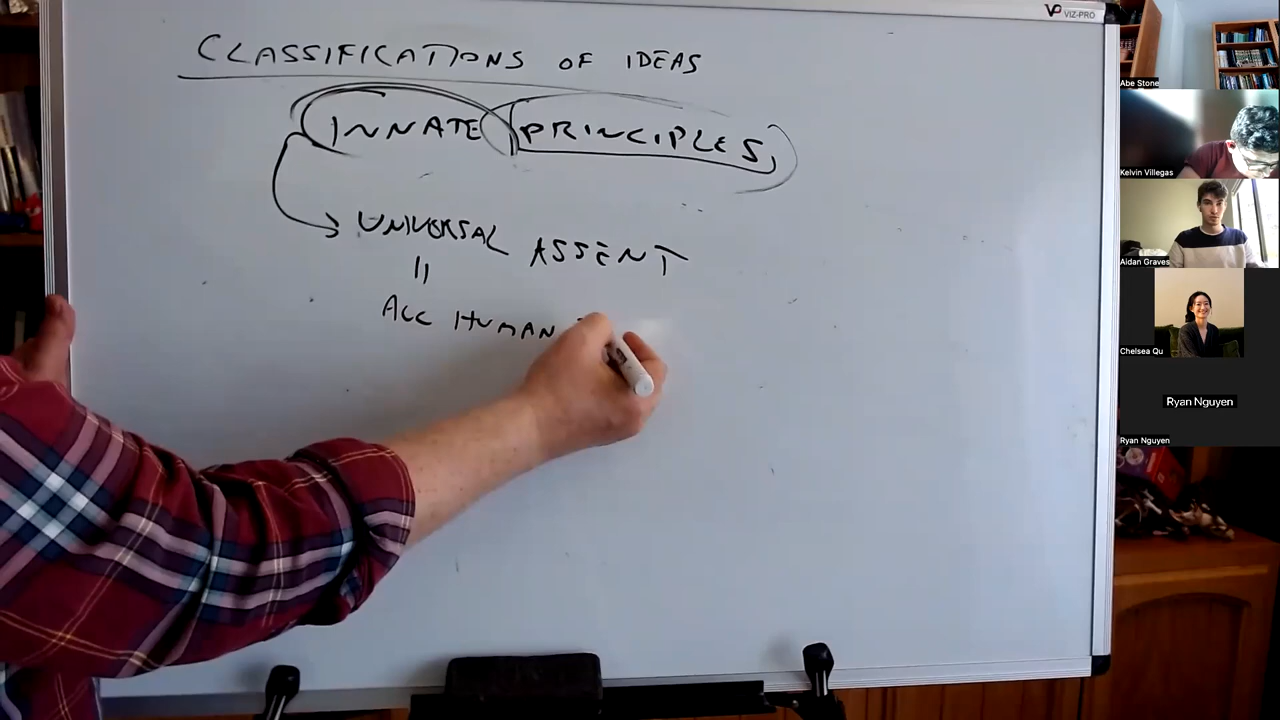 VP VIZ-PRO
CLASSIFICATIONS OF IDEAS
INNATE PRINCIPLES
UNIVERSAL ASSENT
"
ALL HUMAN
Abe Stone
Kelvin Villegas
Aidan Graves
Chelsea Qu
Ryan Nguyen
Ryan Nguyen